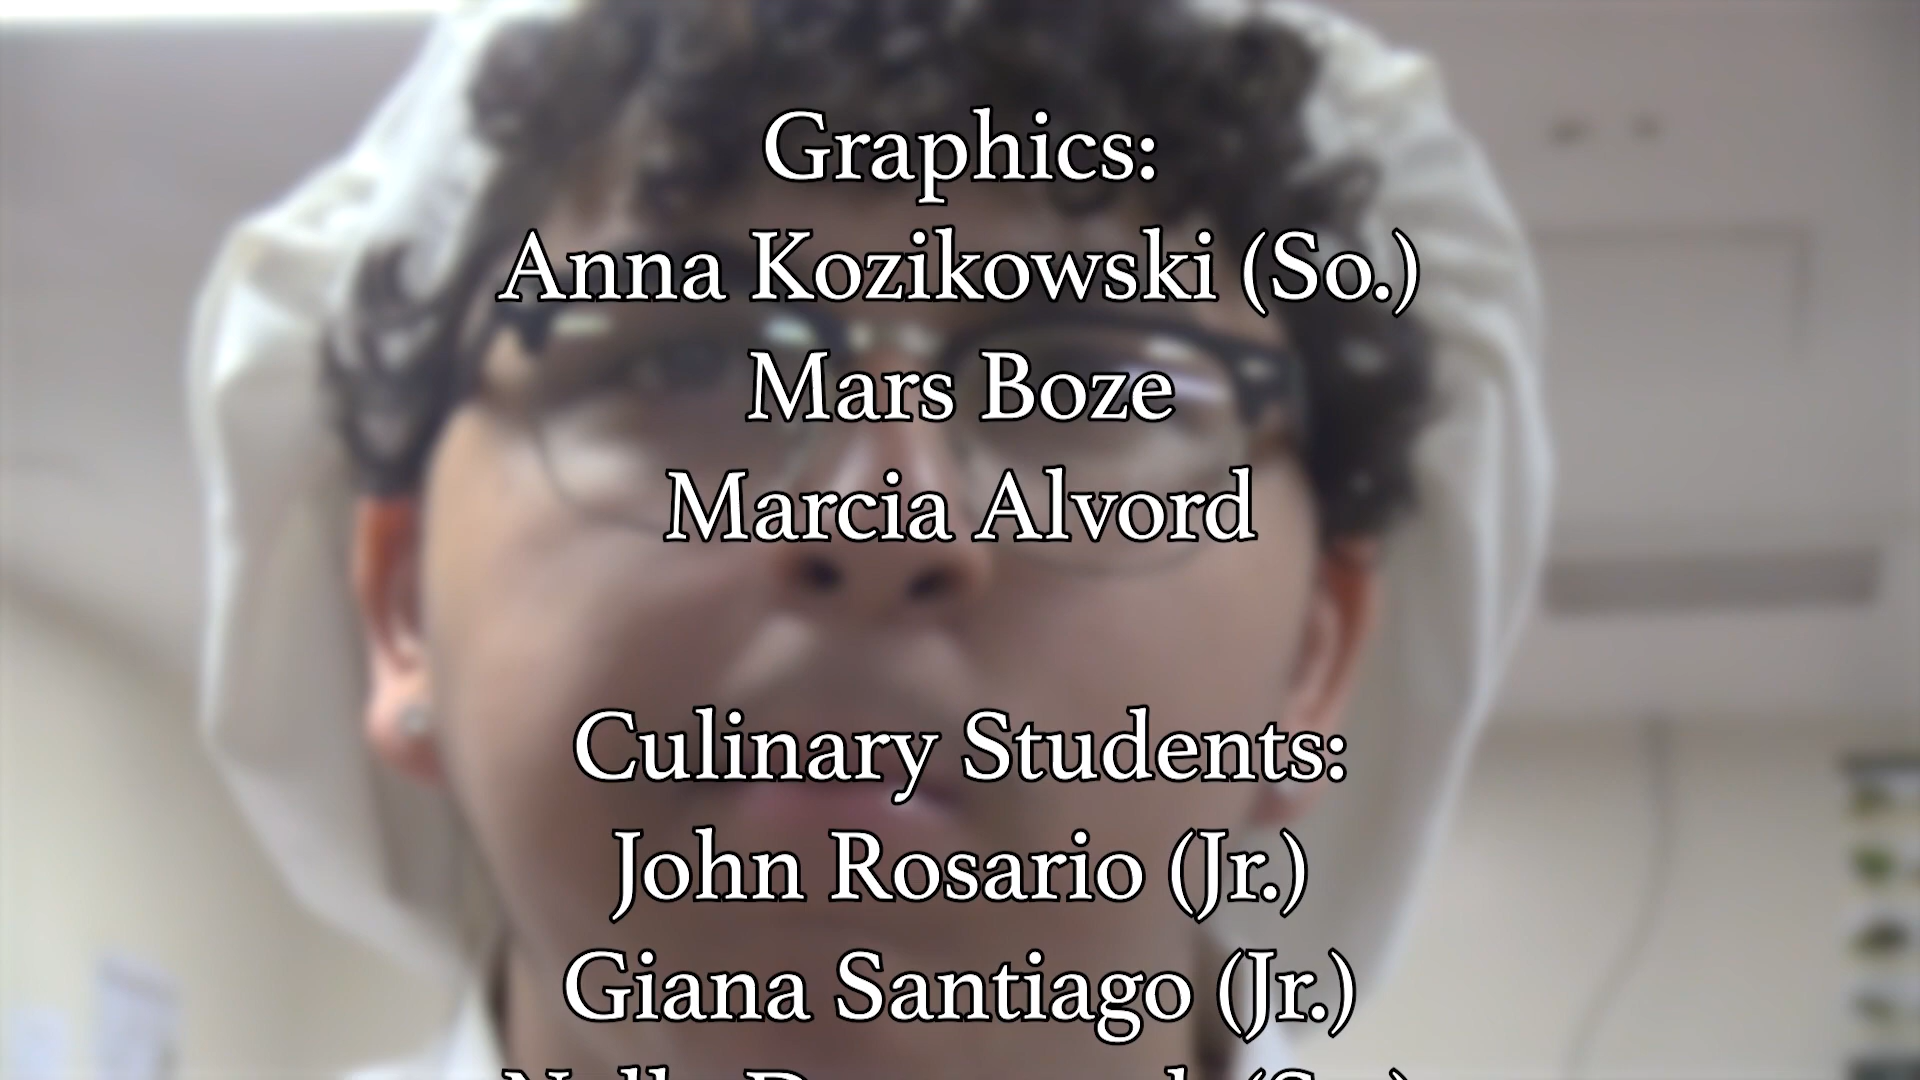 Graphics:
Anna Kozikowski (So.)
Mars Boze
Marcia Alvord
Culinary Students:
John Rosario (Jr.)
Giana Santiago (Jr.)